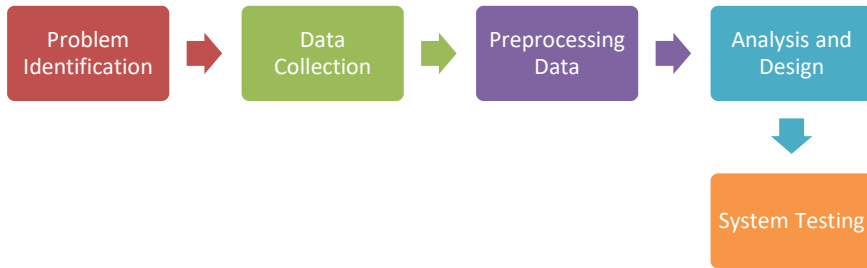 Problem
Identification
Data
Collection
Preprocessing
Data
Analysis and
Design
System Testing